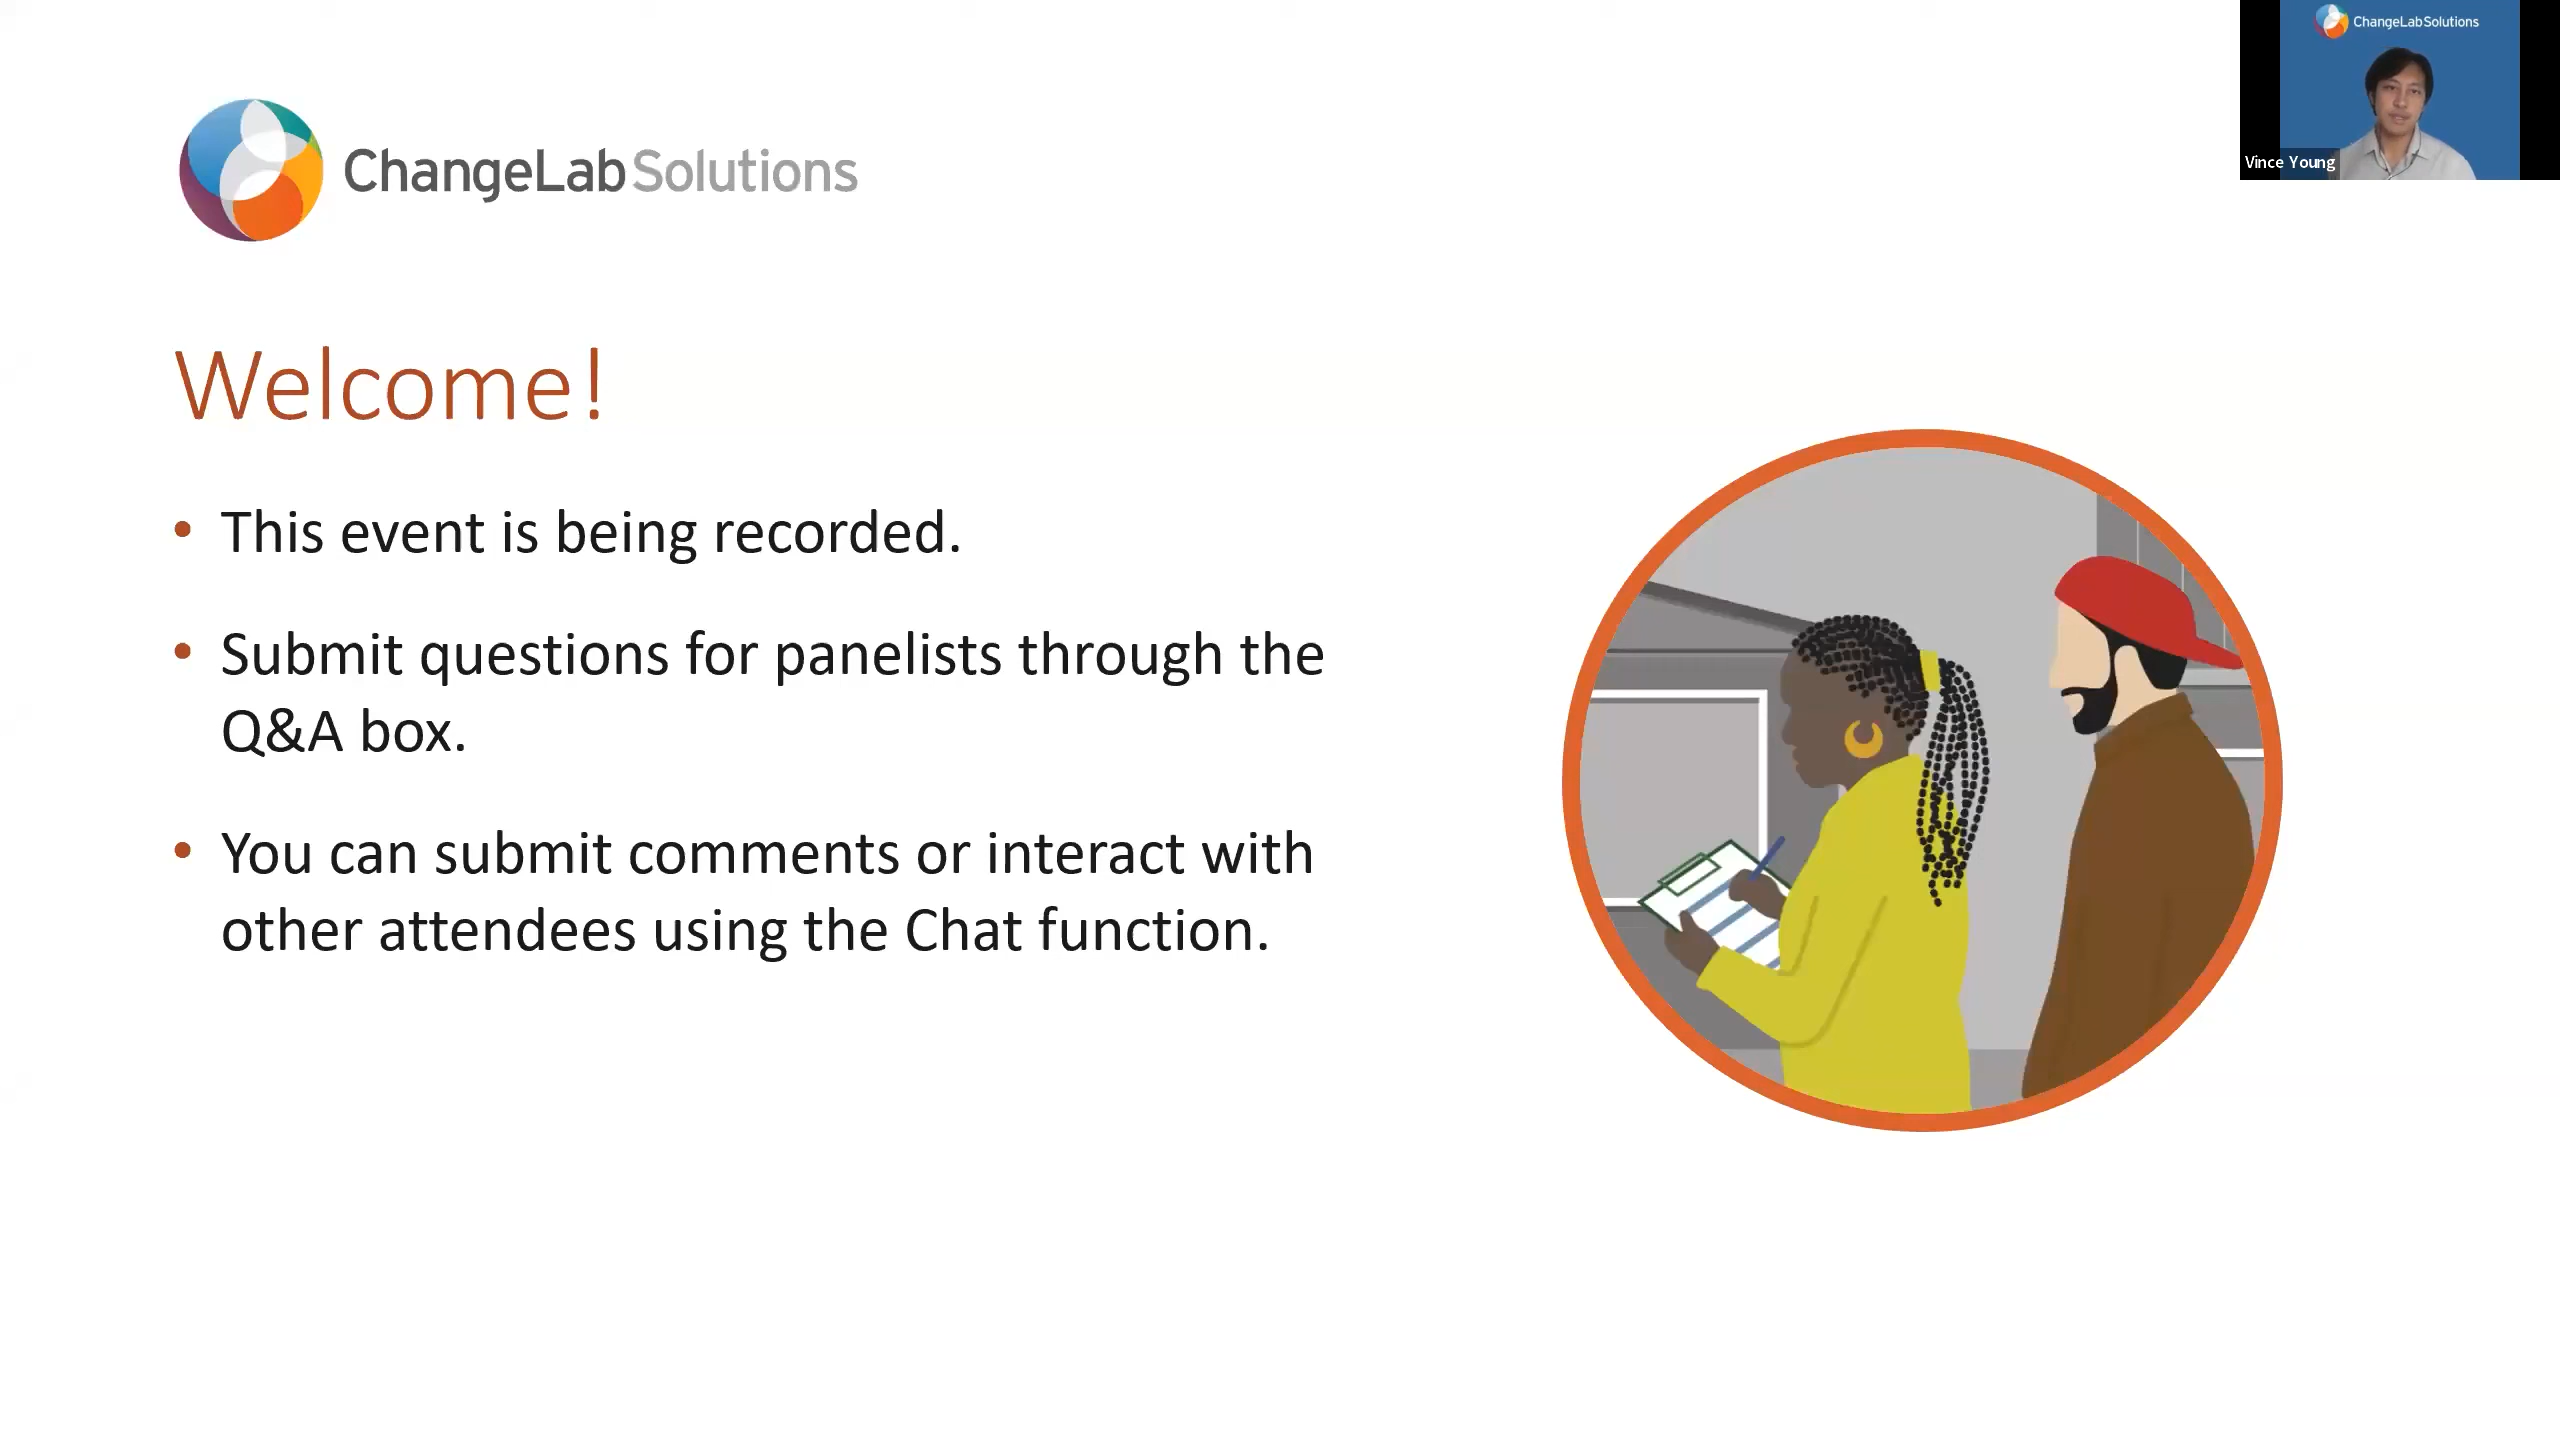 ChangeLabSolutions
Vince Young
ChangeLabSolutions
Welcome!
• This event is being recorded.
• Submit questions for panelists through the
Q&A box.
• You can submit comments or interact with
other attendees using the Chat function.